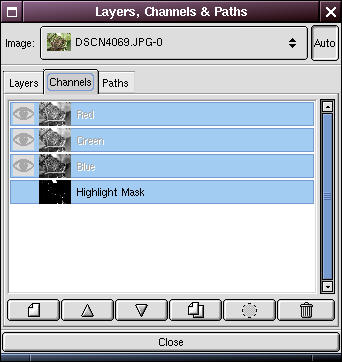 Layers, Channels & Paths
Image: DSCN4069.JPG-0 Auto
Layers Channels Paths
Red
Green
Blue
Highlight Mask
Close